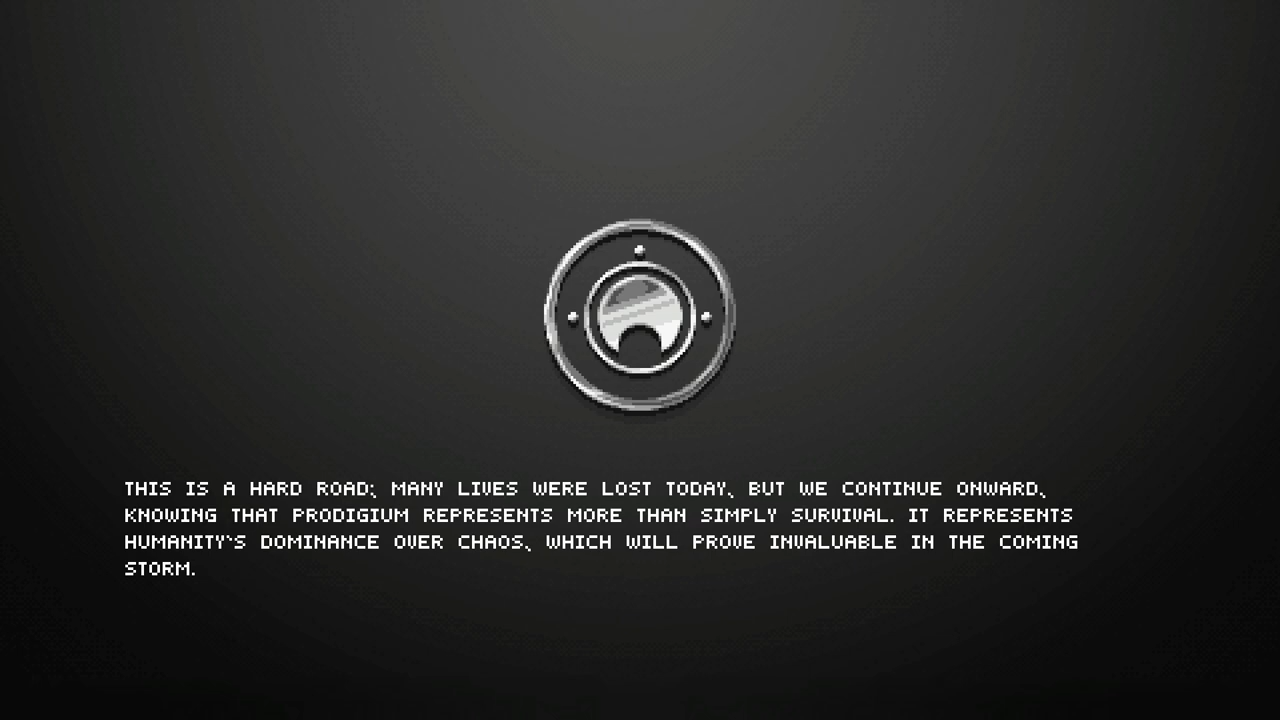 THIS IS A HARD ROAD; MANY LIVES WERE LOST TODAY, BUT WE CONTINUE ONWARD,
KNOWING THAT PRODIGIUM REPRESENTS MORE THAN SIMPLY SURVIVAL. IT REPRESENTS
HUMANITY'S DOMINANCE OVER CHAOS, WHICH WILL PROVE INVALUABLE IN THE COMING
STORM.